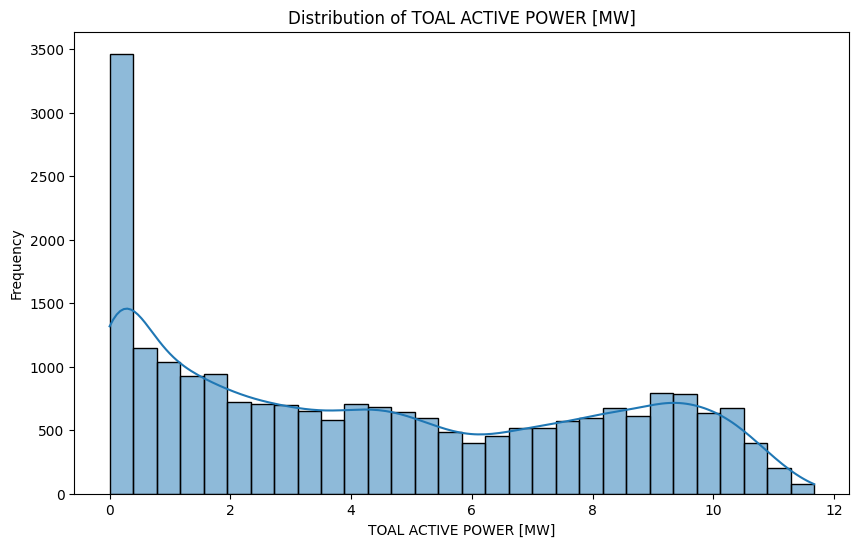 Distribution of TOAL ACTIVE POWER [MW]
3500
3000
2500
2000
1500
1000
500
0
Frequency
0 2 4 6 8 10 12
TOAL ACTIVE POWER [MW]